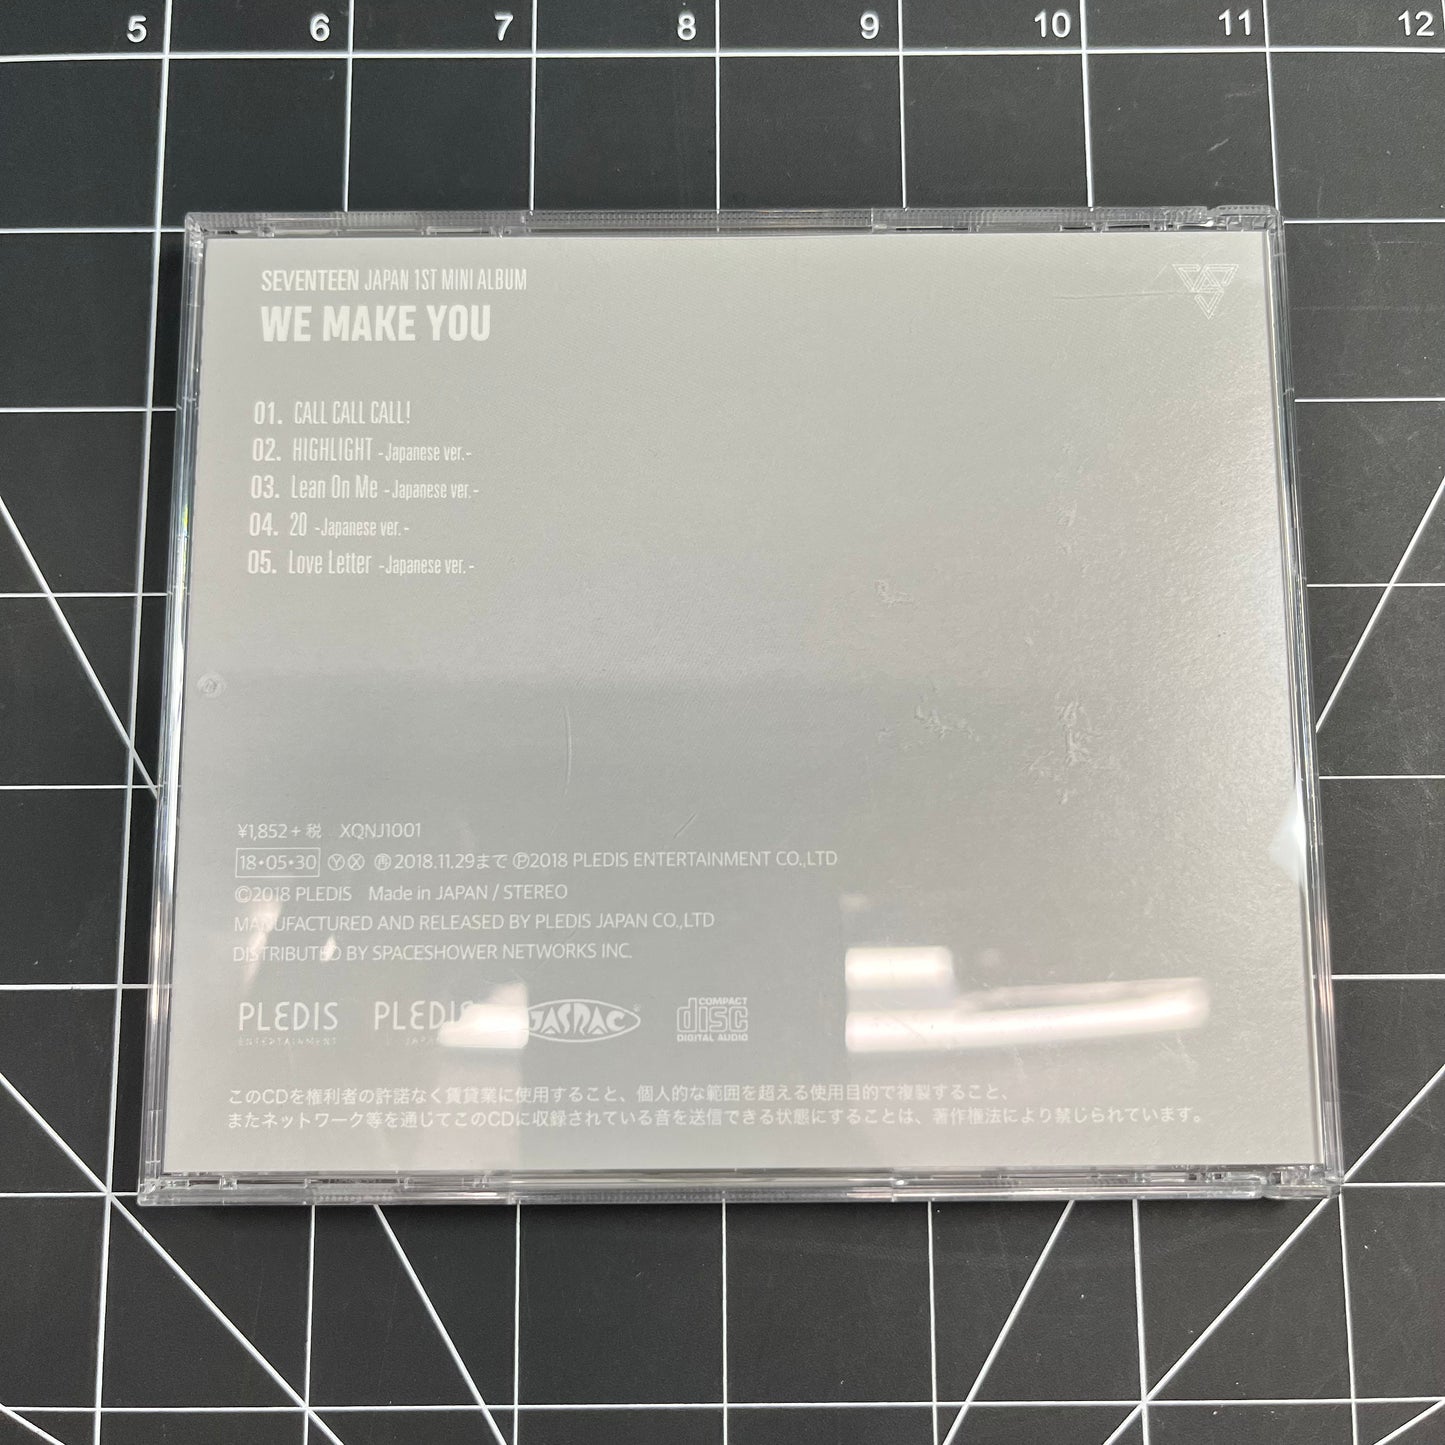 5 6 7 8 9 10 11 12
SEVENTEEN JAPAN 1ST MINI ALBUM
WE MAKE YOU
01. CALL CALL CALL!
02. HIGHLIGHT -Japanese ver.-
03. Lean On Me -Japanese ver.-
04. 20 -Japanese ver.-
05. Love Letter -Japanese ver.-
¥1,852+ 税 XQNJ1001
18・05・30 Ⓨ Ⓧ ㊢2018.11.29まで Ⓟ2018 PLEDIS ENTERTAINMENT CO.,LTD
©2018 PLEDIS Made in JAPAN / STEREO
MANUFACTURED AND RELEASED BY PLEDIS JAPAN CO.,LTD
DISTRIBUTED BY SPACESHOWER NETWORKS INC.
PLEDIS PLEDIS JASRAC COMPACT
disc
ENTERTAINMENT JAPAN DIGITAL AUDIO
このCDを権利者の許諾なく賃貸業に使用すること、個人的な範囲を超える使用目的で複製すること、
またネットワーク等を通じてこのCDに収録されている音を送信できる状態にすることは、著作権法により禁じられています。